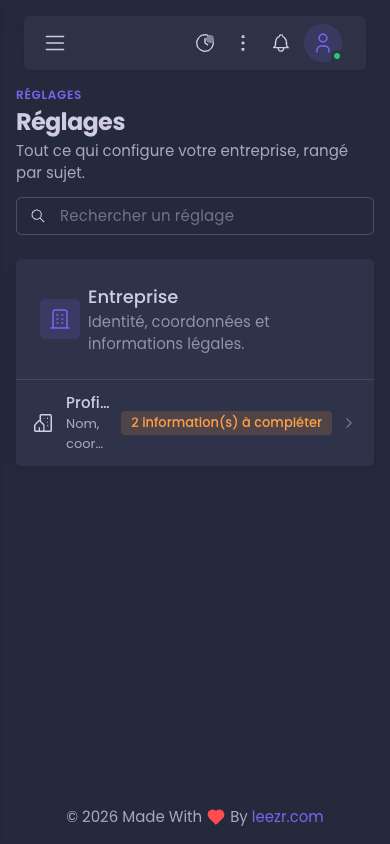 RÉGLAGES
Réglages
Tout ce qui configure votre entreprise, rangé
par sujet.
Rechercher un réglage
Entreprise
Identité, coordonnées et
informations légales.
Profi...
2 information(s) à compléter
Nom,
coor...
© 2026 Made With ❤ By leezr.com